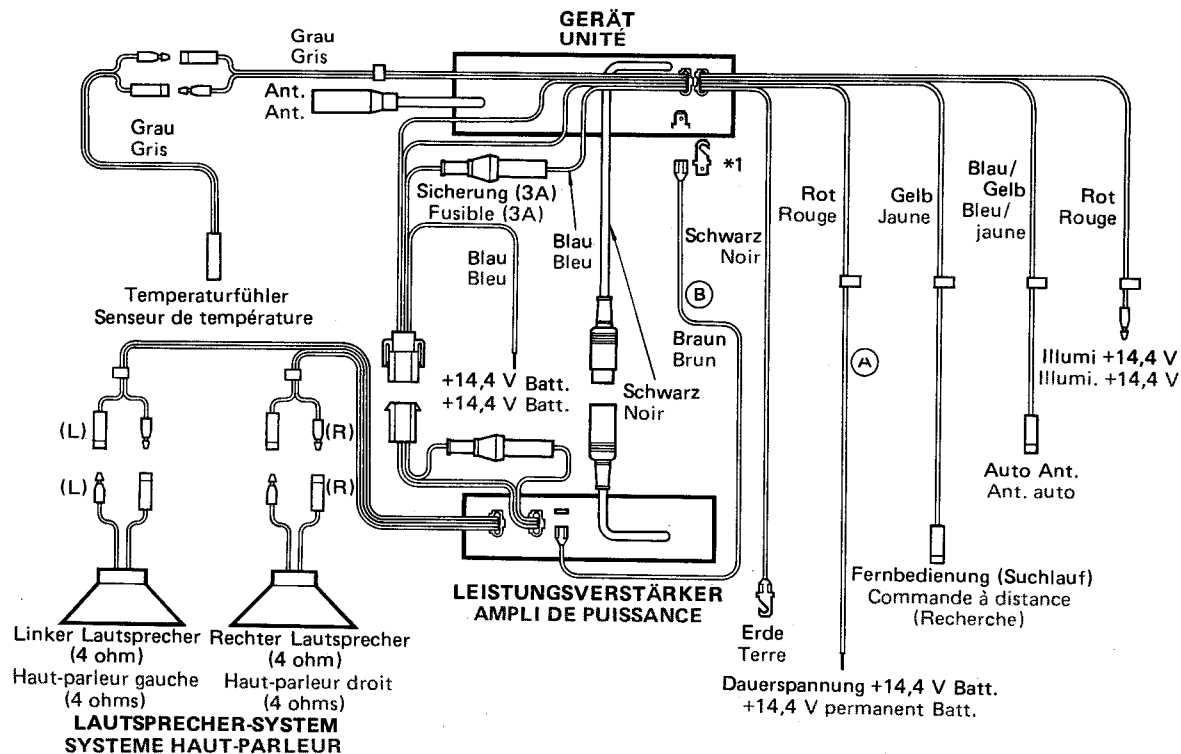 GERÄT
UNITÉ
Grau
Gris
Ant.
Ant.
Grau
Gris
*1
Sicherung (3A)
Fusible (3A)
Blau
Bleu
Blau
Bleu
Schwarz
Noir
Rot
Rouge
Gelb
Jaune
Blau/
Gelb
Bleu/
jaune
Rot
Rouge
Temperaturfühler
Senseur de température
B
Braun
Brun
A
Illumi +14,4 V
Illumi. +14,4 V
+14,4 V Batt.
+14,4 V Batt.
Schwarz
Noir
(L)
(R)
(L)
(R)
Auto Ant.
Ant. auto
LEISTUNGSVERSTÄRKER
AMPLI DE PUISSANCE
Fernbedienung (Suchlauf)
Commande à distance
(Recherche)
Erde
Terre
Linker Lautsprecher
(4 ohm)
Haut-parleur gauche
(4 ohms)
Rechter Lautsprecher
(4 ohm)
Haut-parleur droit
(4 ohms)
Dauerspannung +14,4 V Batt.
+14,4 V permanent Batt.
LAUTSPRECHER-SYSTEM
SYSTEME HAUT-PARLEUR